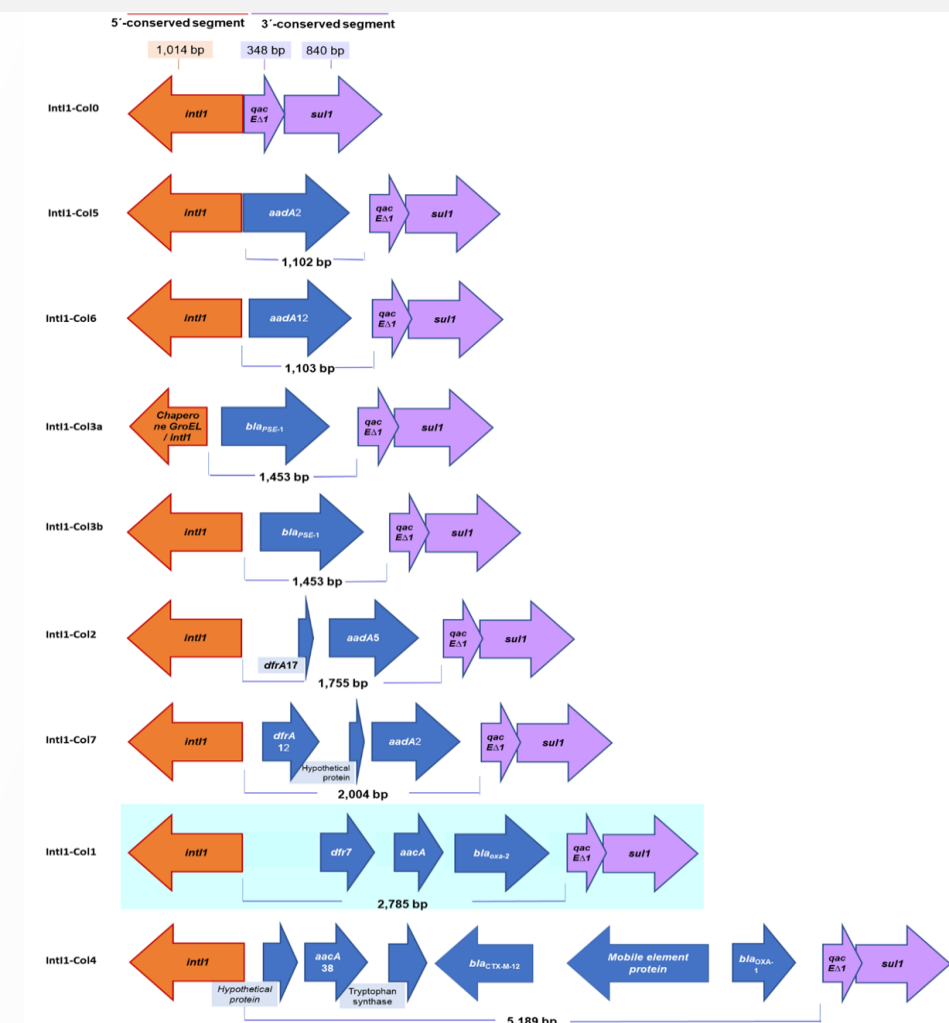 5´-conserved segment 3´-conserved segment
1,014 bp 348 bp 840 bp
IntI1-Col0
intI1
qac
EΔ1
sul1
IntI1-Col5
intI1
aadA2
qac
EΔ1
sul1
1,102 bp
IntI1-Col6
intI1
aadA12
qac
EΔ1
sul1
1,103 bp
IntI1-Col3a
Chapero
ne GroEL
/ intI1
blaPSE-1
qac
EΔ1
sul1
1,453 bp
IntI1-Col3b
intI1
blaPSE-1
qac
EΔ1
sul1
1,453 bp
IntI1-Col2
intI1
dfrA17
aadA5
qac
EΔ1
sul1
1,755 bp
IntI1-Col7
intI1
dfrA
12
Hypothetical
protein
aadA2
qac
EΔ1
sul1
2,004 bp
IntI1-Col1
intI1
dfr7
aacA
blaoxa-2
qac
EΔ1
sul1
2,785 bp
IntI1-Col4
intI1
Hypothetical
protein
aacA
38
Tryptophan
synthase
blaCTX-M-12
Mobile element
protein
blaOXA-
1
qac
EΔ1
sul1
5,189 bp